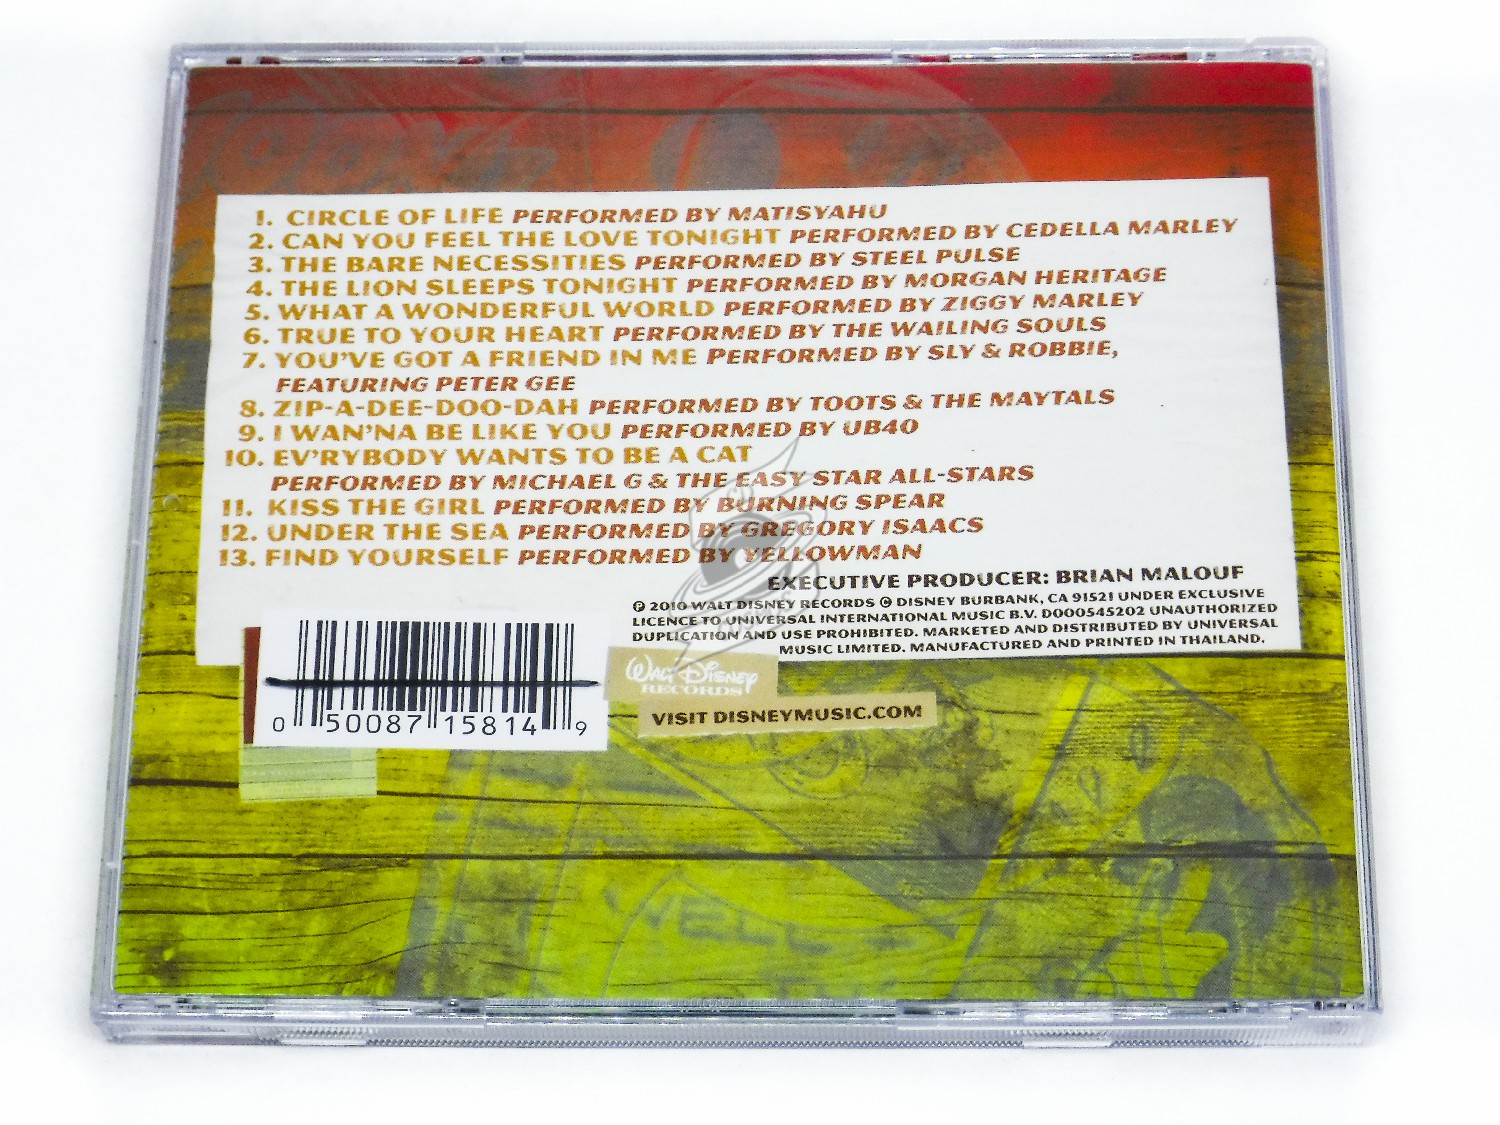 1. CIRCLE OF LIFE PERFORMED BY MATISYAHU
2. CAN YOU FEEL THE LOVE TONIGHT PERFORMED BY CEDELLA MARLEY
3. THE BARE NECESSITIES PERFORMED BY STEEL PULSE
4. THE LION SLEEPS TONIGHT PERFORMED BY MORGAN HERITAGE
5. WHAT A WONDERFUL WORLD PERFORMED BY ZIGGY MARLEY
6. TRUE TO YOUR HEART PERFORMED BY THE WAILING SOULS
7. YOU'VE GOT A FRIEND IN ME PERFORMED BY SLY & ROBBIE,
FEATURING PETER GEE
8. ZIP-A-DEE-DOO-DAH PERFORMED BY TOOTS & THE MAYTALS
9. I WAN'NA BE LIKE YOU PERFORMED BY UB40
10. EV'RYBODY WANTS TO BE A CAT
PERFORMED BY MICHAEL G & THE EASY STAR ALL-STARS
11. KISS THE GIRL PERFORMED BY BURNING SPEAR
12. UNDER THE SEA PERFORMED BY GREGORY ISAACS
13. FIND YOURSELF PERFORMED BY YELLOWMAN
EXECUTIVE PRODUCER: BRIAN MALOUF
℗ 2010 WALT DISNEY RECORDS © DISNEY BURBANK, CA 91521 UNDER EXCLUSIVE
LICENCE TO UNIVERSAL INTERNATIONAL MUSIC B.V. D000545202 UNAUTHORIZED
DUPLICATION AND USE PROHIBITED. MARKETED AND DISTRIBUTED BY UNIVERSAL
MUSIC LIMITED. MANUFACTURED AND PRINTED IN THAILAND.
WALT DISNEY
RECORDS
VISIT DISNEYMUSIC.COM
0 50087 15814 9